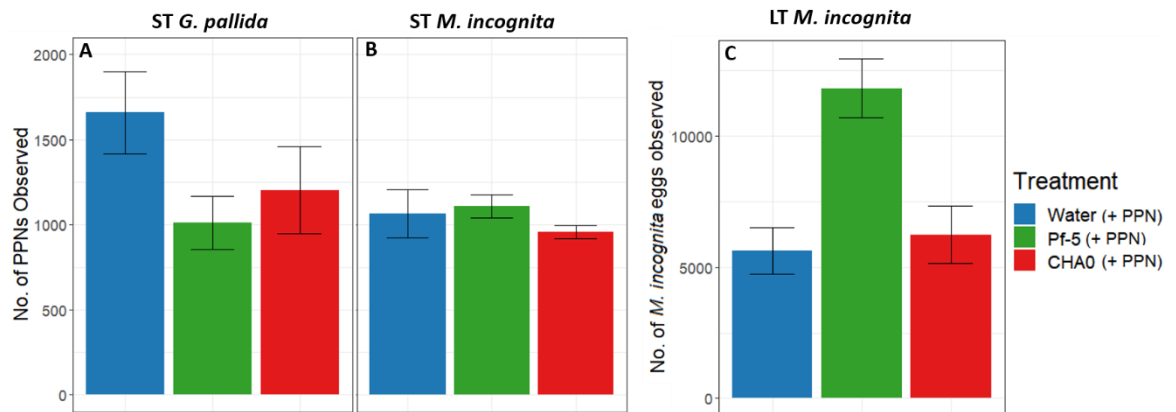 ST G. pallida
ST M. incognita
LT M. incognita
A
B
C
2000
1500
1000
500
0
No. of PPNs Observed
10000
5000
0
No. of M. incognita eggs observed
Treatment
Water (+ PPN)
Pf-5 (+ PPN)
CHA0 (+ PPN)